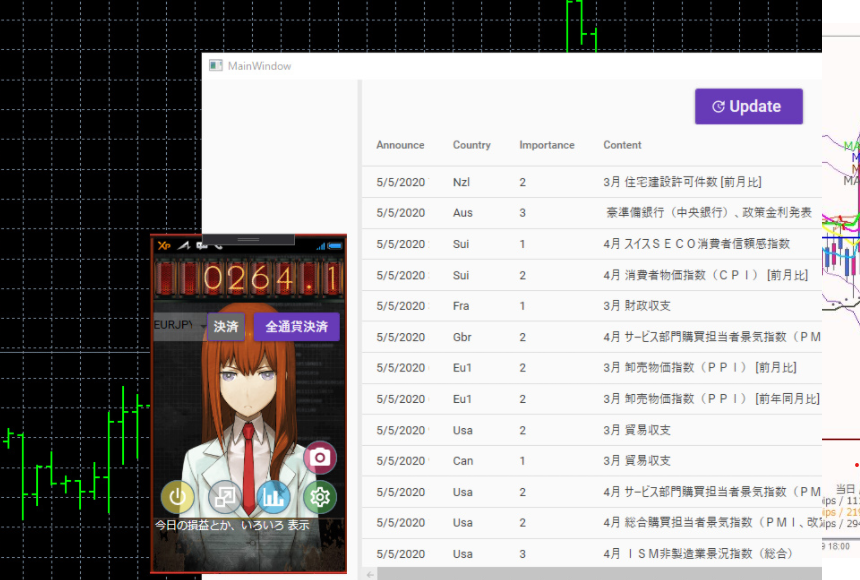 MainWindow
Update
Announce Country Importance Content
5/5/2020 Nzl 2 3月 住宅建設許可件数 [前月比]
5/5/2020 Aus 3 豪準備銀行（中央銀行）、政策金利発表
5/5/2020 Sui 1 4月 スイスＳＥＣＯ消費者信頼感指数
5/5/2020 Sui 2 4月 消費者物価指数（ＣＰＩ） [前月比]
5/5/2020 Fra 1 3月 財政収支
5/5/2020 Gbr 2 4月 サービス部門購買担当者景気指数（ＰＭ
5/5/2020 Eu1 2 3月 卸売物価指数（ＰＰＩ） [前月比]
5/5/2020 Eu1 2 3月 卸売物価指数（ＰＰＩ） [前年同月比]
5/5/2020 Usa 2 3月 貿易収支
5/5/2020 Can 1 3月 貿易収支
5/5/2020 Usa 2 4月 サービス部門購買担当者景気指数（ＰＭ
5/5/2020 Usa 2 4月 総合購買担当者景気指数（ＰＭＩ、改
5/5/2020 Usa 3 4月 ＩＳＭ非製造業景況指数（総合）
Xp
0264.1
EURJPY 決済 全通貨決済
今日の損益とか、いろいろ 表示
MA
M
M
MA
当日
ips / 11
ips / 219
ips / 294
9 18:00